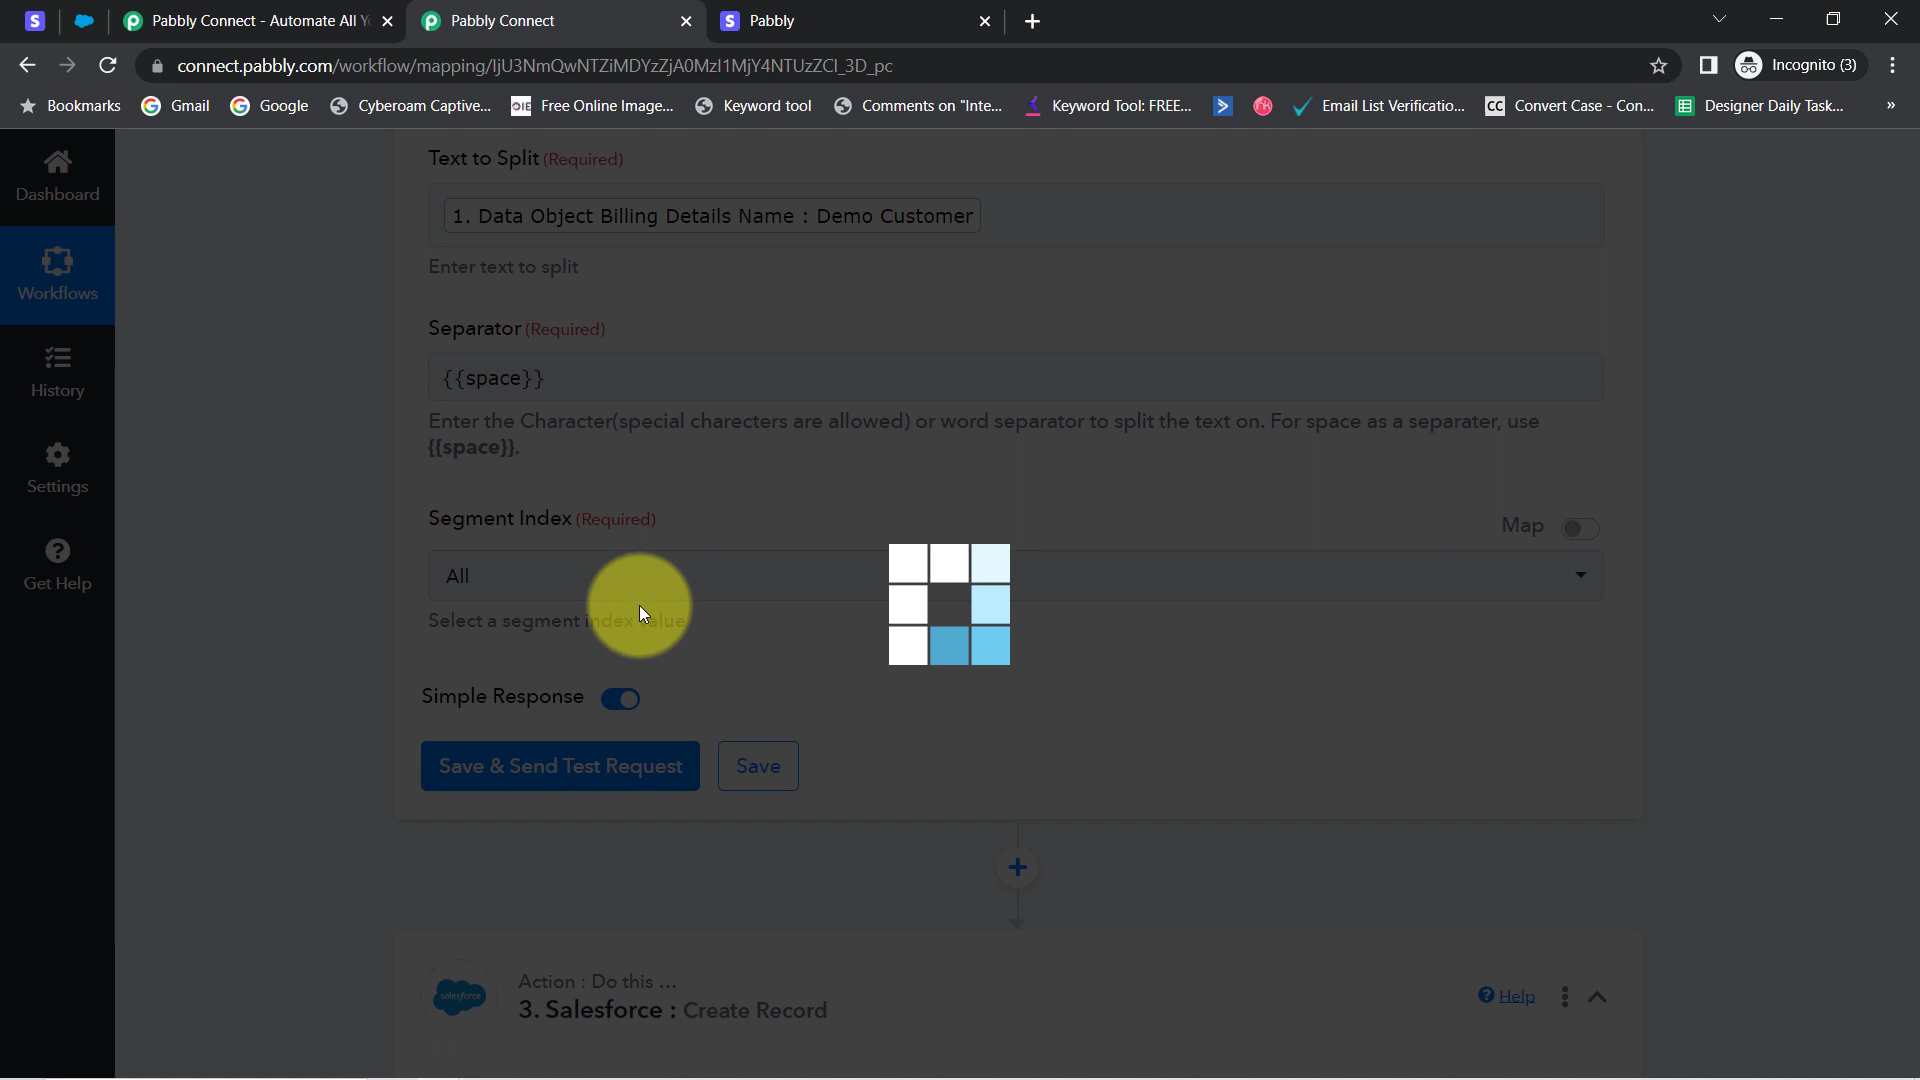 Pabbly Connect - Automate All Y
Pabbly Connect
Pabbly
connect.pabbly.com/workflow/mapping/IjU3NmQwNTZiMDYzZjA0MzI1MjY4NTUzZCI_3D_pc
Incognito (3)
Bookmarks
Gmail
Google
Cyberoam Captive...
Free Online Image...
Keyword tool
Comments on "Inte...
Keyword Tool: FREE...
Email List Verificatio...
CC
Convert Case - Con...
Designer Daily Task...
»
Dashboard
Workflows
History
Settings
Get Help
Text to Split (Required)
1. Data Object Billing Details Name : Demo Customer
Enter text to split
Separator (Required)
{{space}}
Enter the Character(special charecters are allowed) or word separator to split the text on. For space as a separater, use
{{space}}.
Segment Index (Required)
Map
All
Select a segment index value
Simple Response
Save & Send Test Request
Save
salesforce
Action : Do this ...
3. Salesforce : Create Record
Help